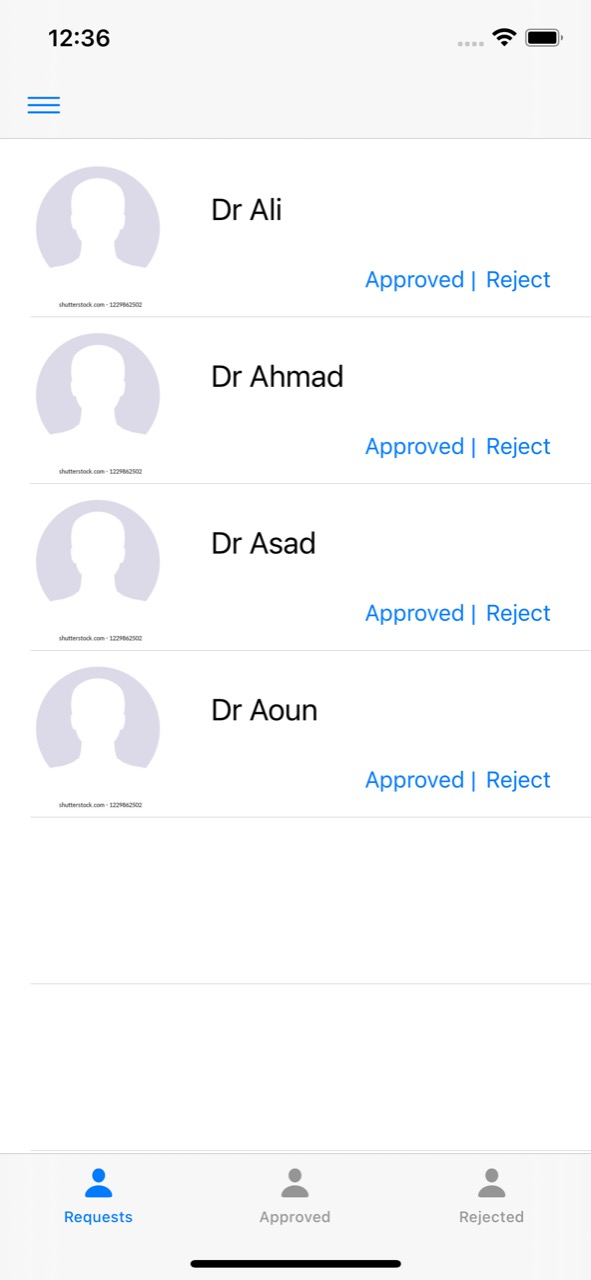 12:36
Dr Ali
Approved | Reject
shutterstock.com · 1229862502
Dr Ahmad
Approved | Reject
shutterstock.com · 1229862502
Dr Asad
Approved | Reject
shutterstock.com · 1229862502
Dr Aoun
Approved | Reject
shutterstock.com · 1229862502
Requests Approved Rejected